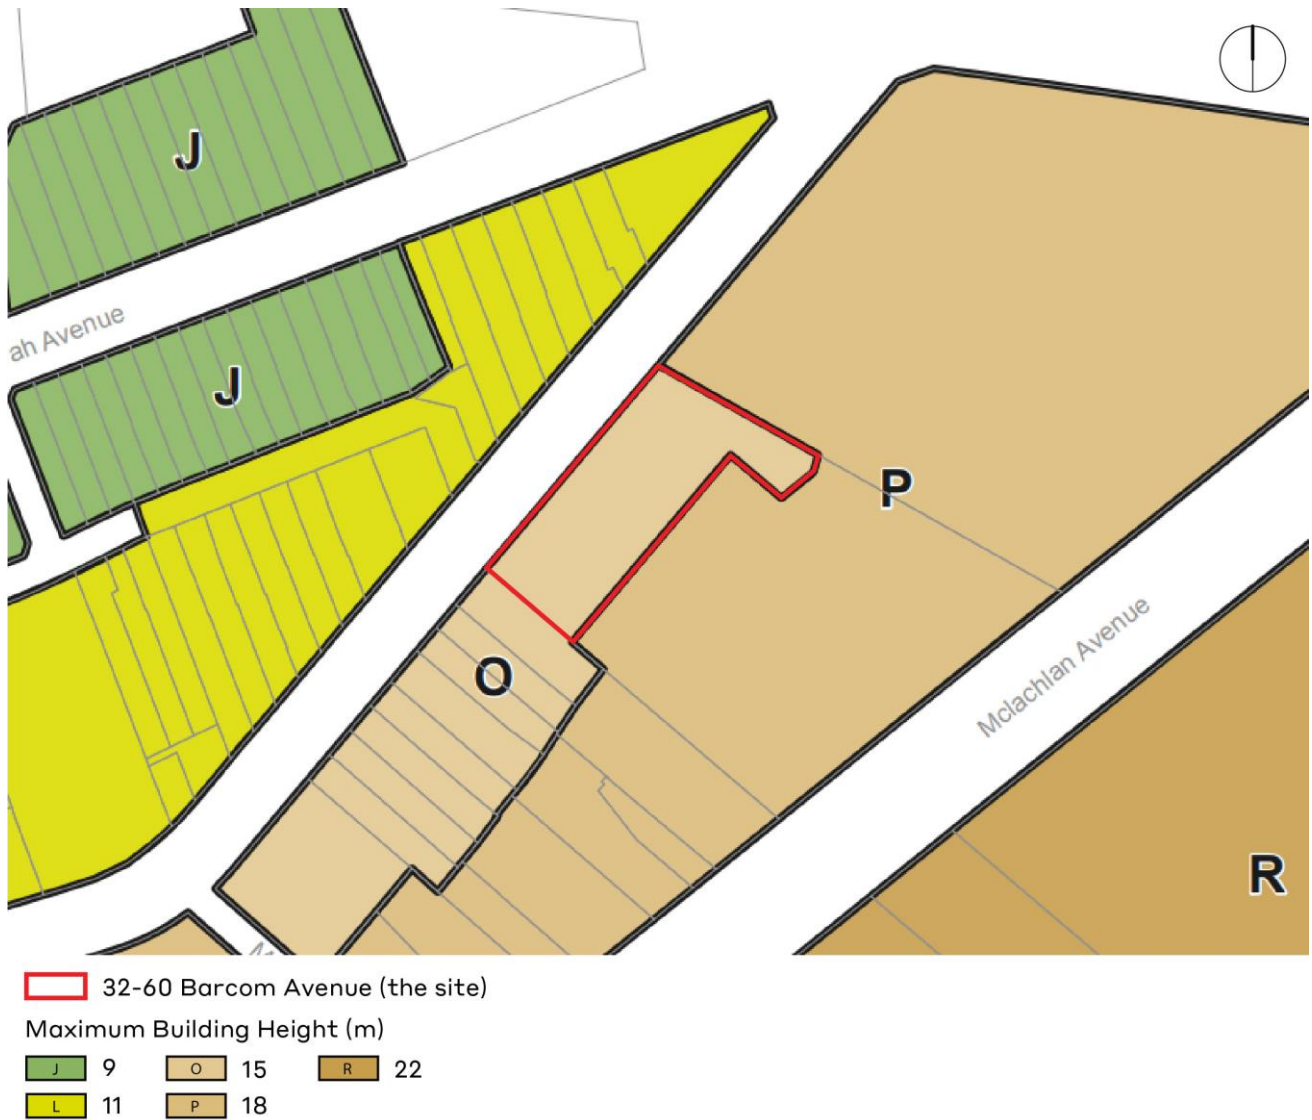 J
ah Avenue
J
P
O
Mclachlan Avenue
R
32-60 Barcom Avenue (the site)
Maximum Building Height (m)
J 9 O 15 R 22
L 11 P 18